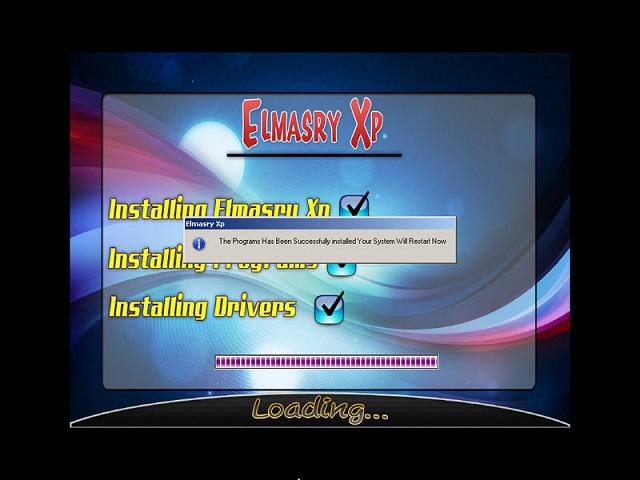 Elmasry Xp
Installing Elmasry Xp
Elmasry Xp
The Programs Has Been Successfully installed Your System Will Restart Now
Installing Programs
Installing Drivers
Loading...